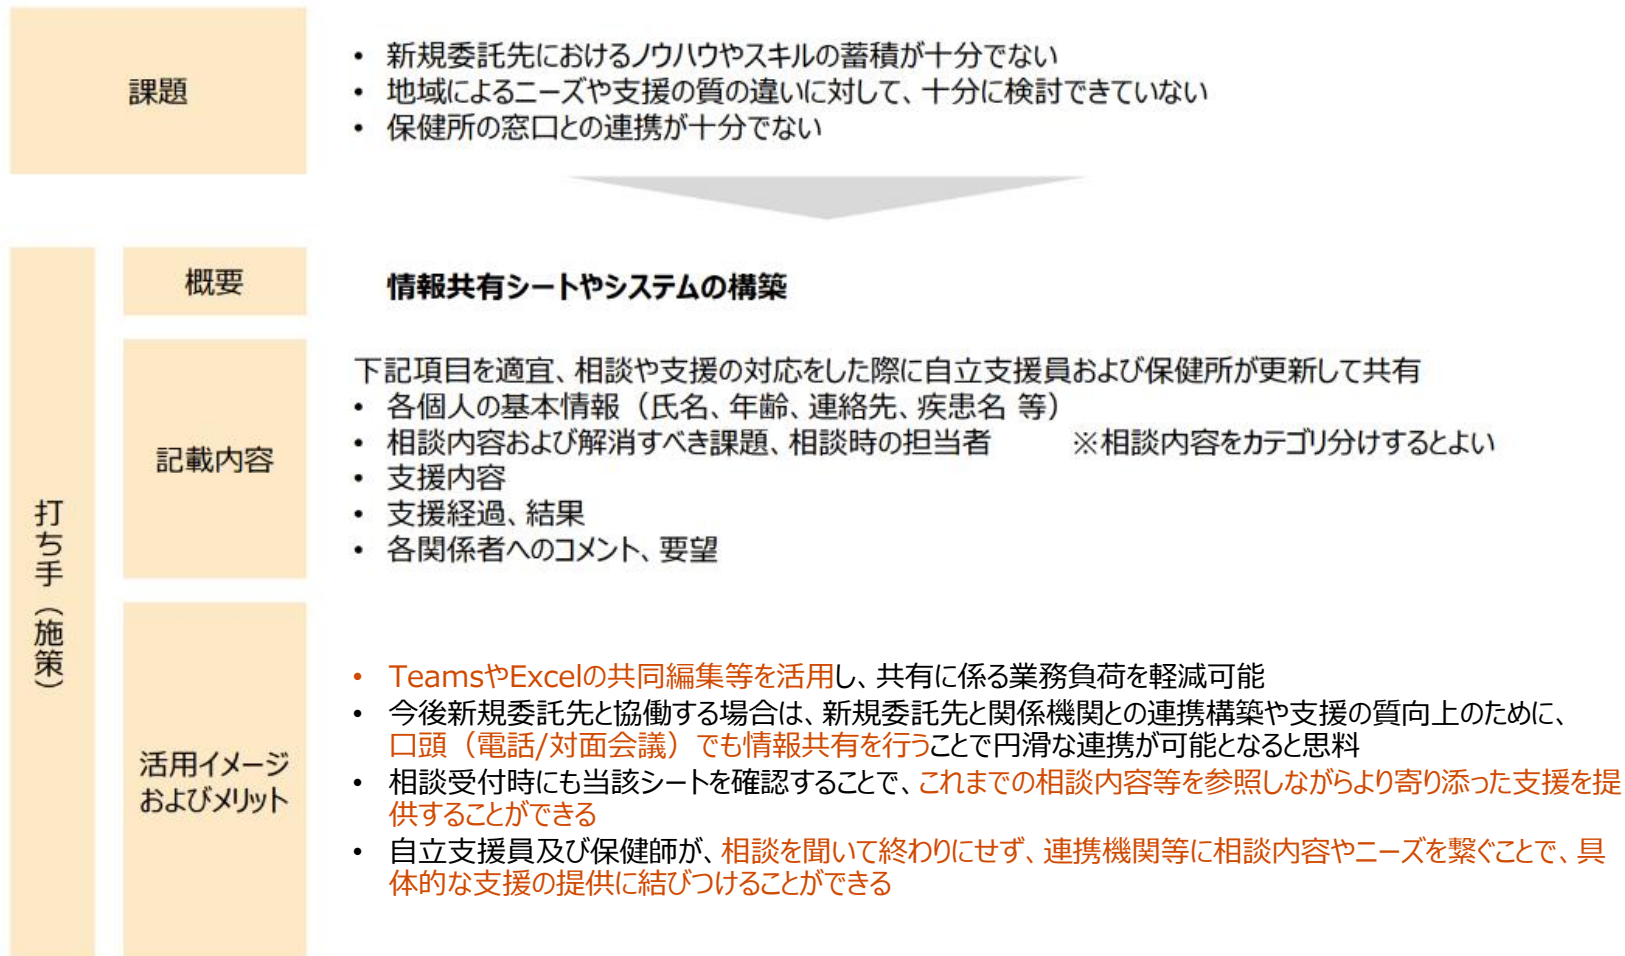 課題
• 新規委託先におけるノウハウやスキルの蓄積が十分でない
• 地域によるニーズや支援の質の違いに対して、十分に検討できていない
• 保健所の窓口との連携が十分でない
打ち手（施策）
概要
情報共有シートやシステムの構築
記載内容
下記項目を適宜、相談や支援の対応をした際に自立支援員および保健所が更新して共有
• 各個人の基本情報（氏名、年齢、連絡先、疾患名 等）
• 相談内容および解消すべき課題、相談時の担当者 ※相談内容をカテゴリ分けするとよい
• 支援内容
• 支援経過、結果
• 各関係者へのコメント、要望
活用イメージ
およびメリット
• TeamsやExcelの共同編集等を活用し、共有に係る業務負荷を軽減可能
• 今後新規委託先と協働する場合は、新規委託先と関係機関との連携構築や支援の質向上のために、
口頭（電話/対面会議）でも情報共有を行うことで円滑な連携が可能となると思料
• 相談受付時にも当該シートを確認することで、これまでの相談内容等を参照しながらより寄り添った支援を提
供することができる
• 自立支援員及び保健師が、相談を聞いて終わりにせず、連携機関等に相談内容やニーズを繋ぐことで、具
体的な支援の提供に結びつけることができる